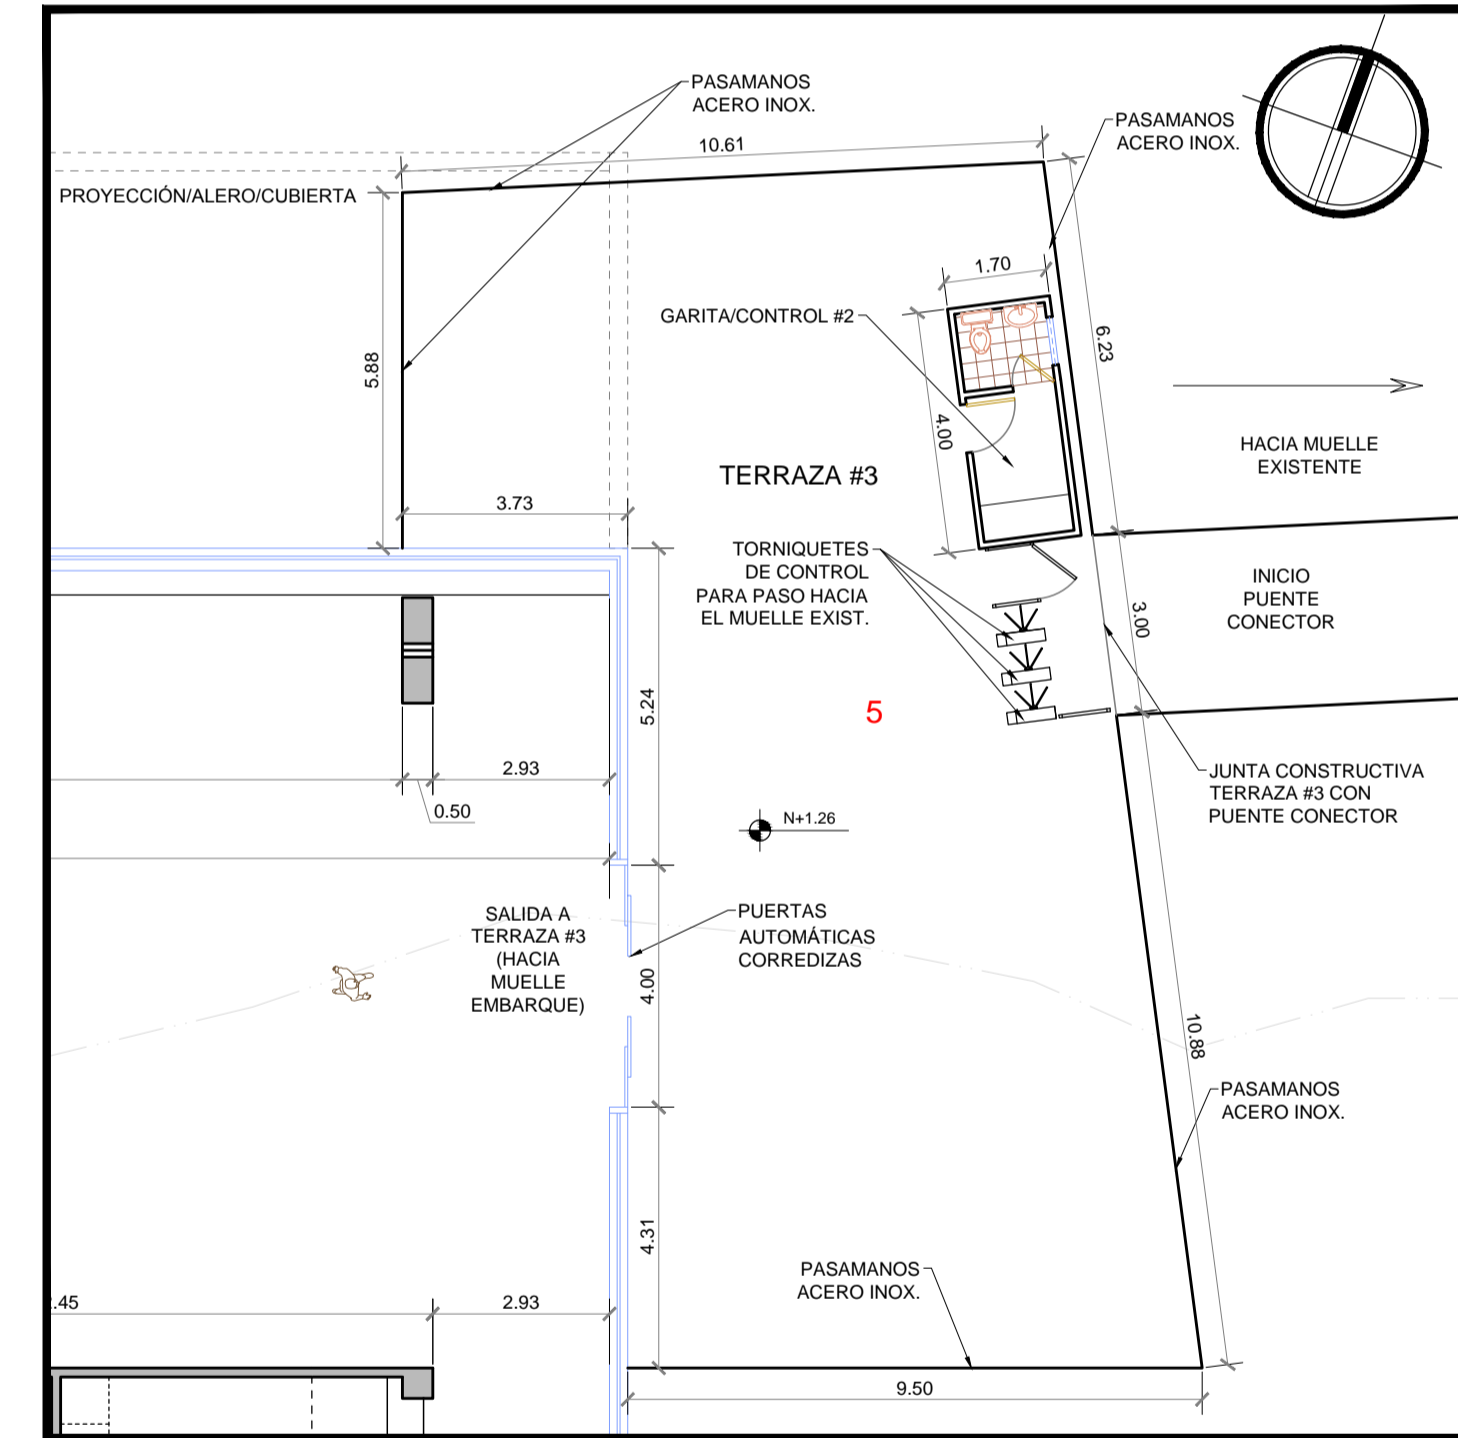 PASAMANOS
ACERO INOX.
PASAMANOS
ACERO INOX.
10.61
PROYECCIÓN/ALERO/CUBIERTA
1.70
GARITA/CONTROL #2
6.23
5.88
4.00
HACIA MUELLE
EXISTENTE
TERRAZA #3
3.73
TORNIQUETES
DE CONTROL
PARA PASO HACIA
EL MUELLE EXIST.
INICIO
PUENTE
CONECTOR
3.00
5.24
5
2.93
0.50
JUNTA CONSTRUCTIVA
TERRAZA #3 CON
PUENTE CONECTOR
N+1.26
SALIDA A
TERRAZA #3
(HACIA
MUELLE
EMBARQUE)
PUERTAS
AUTOMÁTICAS
CORREDIZAS
4.00
10.88
PASAMANOS
ACERO INOX.
4.31
PASAMANOS
ACERO INOX.
.45
2.93
9.50